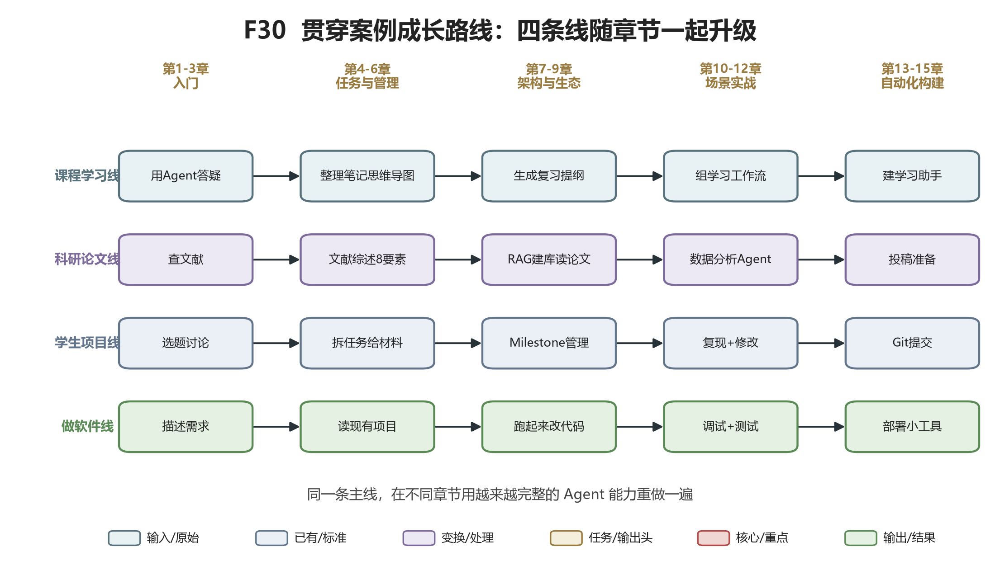 F30 贯穿案例成长路线：四条线随章节一起升级
第1-3章
入门
第4-6章
任务与管理
第7-9章
架构与生态
第10-12章
场景实战
第13-15章
自动化构建
课程学习线
用Agent答疑
整理笔记思维导图
生成复习提纲
组学习工作流
建学习助手
科研论文线
查文献
文献综述8要素
RAG建库读论文
数据分析Agent
投稿准备
学生项目线
选题讨论
拆任务给材料
Milestone管理
复现+修改
Git提交
做软件线
描述需求
读现有项目
跑起来改代码
调试+测试
部署小工具
同一条主线，在不同章节用越来越完整的 Agent 能力重做一遍
输入/原始
已有/标准
变换/处理
任务/输出头
核心/重点
输出/结果